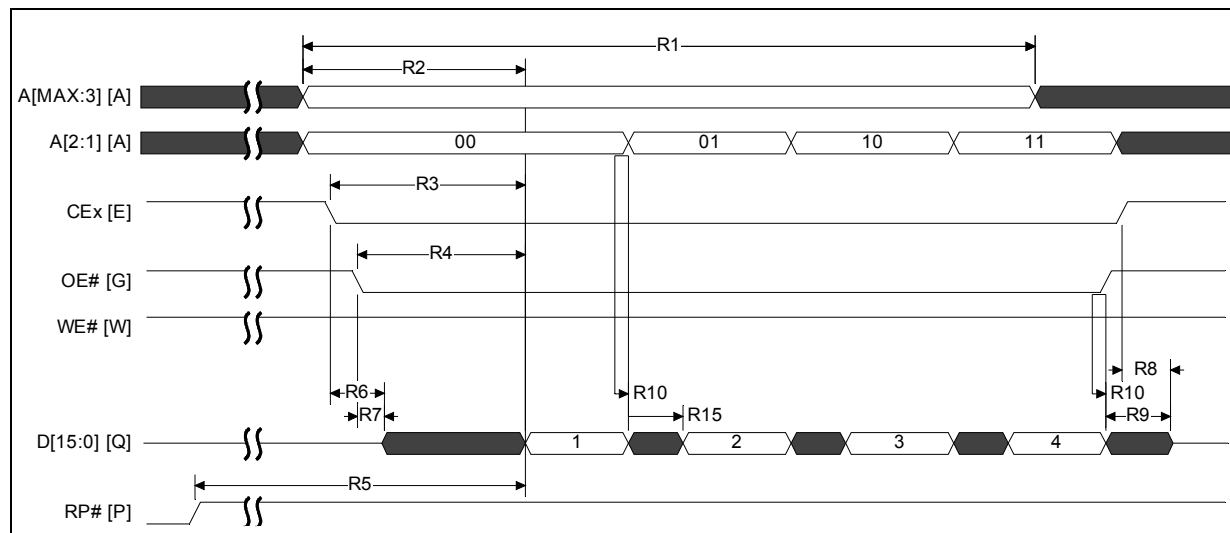 R1
R2
A[MAX:3] [A]
A[2:1] [A]
00
01
10
11
R3
CEx [E]
R4
OE# [G]
WE# [W]
R6
R8
R7
R10
R10
R15
R9
D[15:0] [Q]
1
2
3
4
R5
RP# [P]